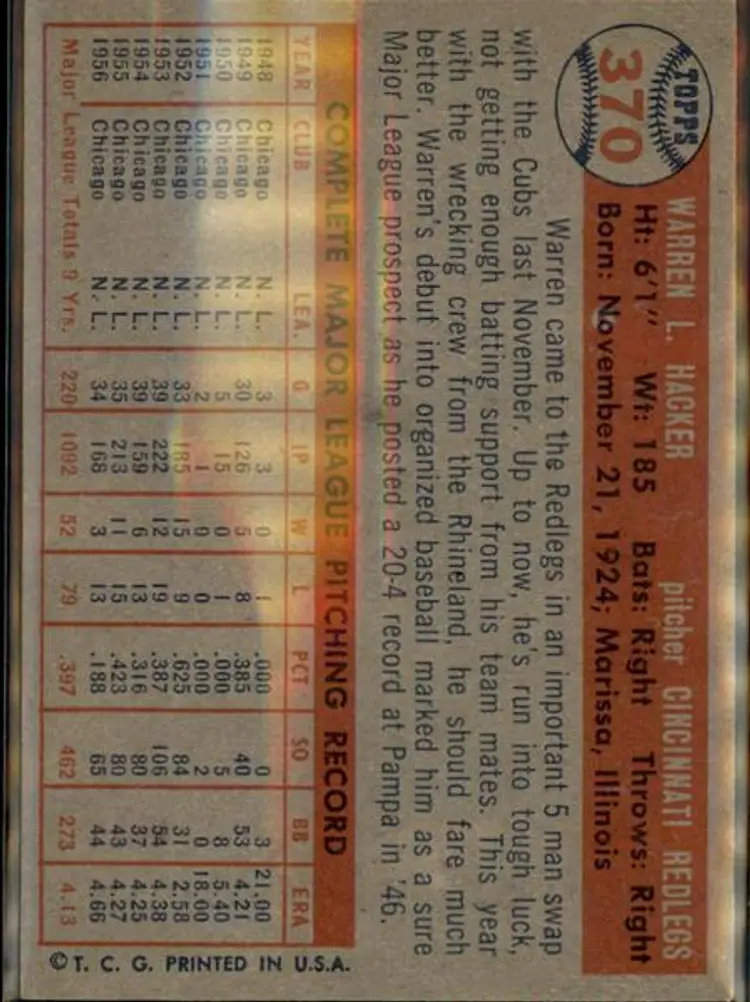 TOPPS
370
WARREN L. HACKER pitcher CINCINNATI REDLEGS
Ht: 6'1" Wt: 185 Bats: Right Throws: Right
Born: November 21, 1924; Marissa, Illinois
Warren came to the Redlegs in an important 5 man swap
with the Cubs last November. Up to now, he's run into tough luck,
not getting enough batting support from his team mates. This year
with the wrecking crew from the Rhineland, he should fare much
better. Warren's debut into organized baseball marked him as a sure
Major League prospect as he posted a 20-4 record at Pampa in '46.
COMPLETE MAJOR LEAGUE PITCHING RECORD
YEAR CLUB LEA. G IP W L PCT SO BB ERA
1948 Chicago N. L. 3 3 0 1 .000 0 3 21.00
1949 Chicago N. L. 30 126 5 8 .385 40 53 4.21
1950 Chicago N. L. 5 15 0 1 .000 5 8 5.40
1951 Chicago N. L. 2 1 0 0 .000 2 0 18.00
1952 Chicago N. L. 33 185 15 9 .625 84 31 2.58
1953 Chicago N. L. 39 222 12 19 .387 106 54 4.38
1954 Chicago N. L. 39 159 6 13 .316 80 37 4.25
1955 Chicago N. L. 35 213 11 15 .423 80 43 4.27
1956 Chicago N. L. 34 168 3 13 .188 65 44 4.66
Major League Totals 9 Yrs. 220 1092 52 79 .397 462 273 4.13
© T. C. G. PRINTED IN U.S.A.